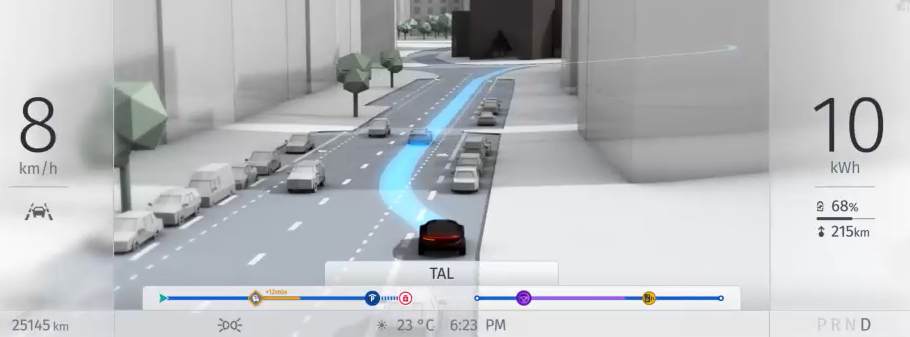 8
km/h
10
kWh
68%
215km
TAL
+12min
P
25145 km
23 °C
6:23 PM
P R N D